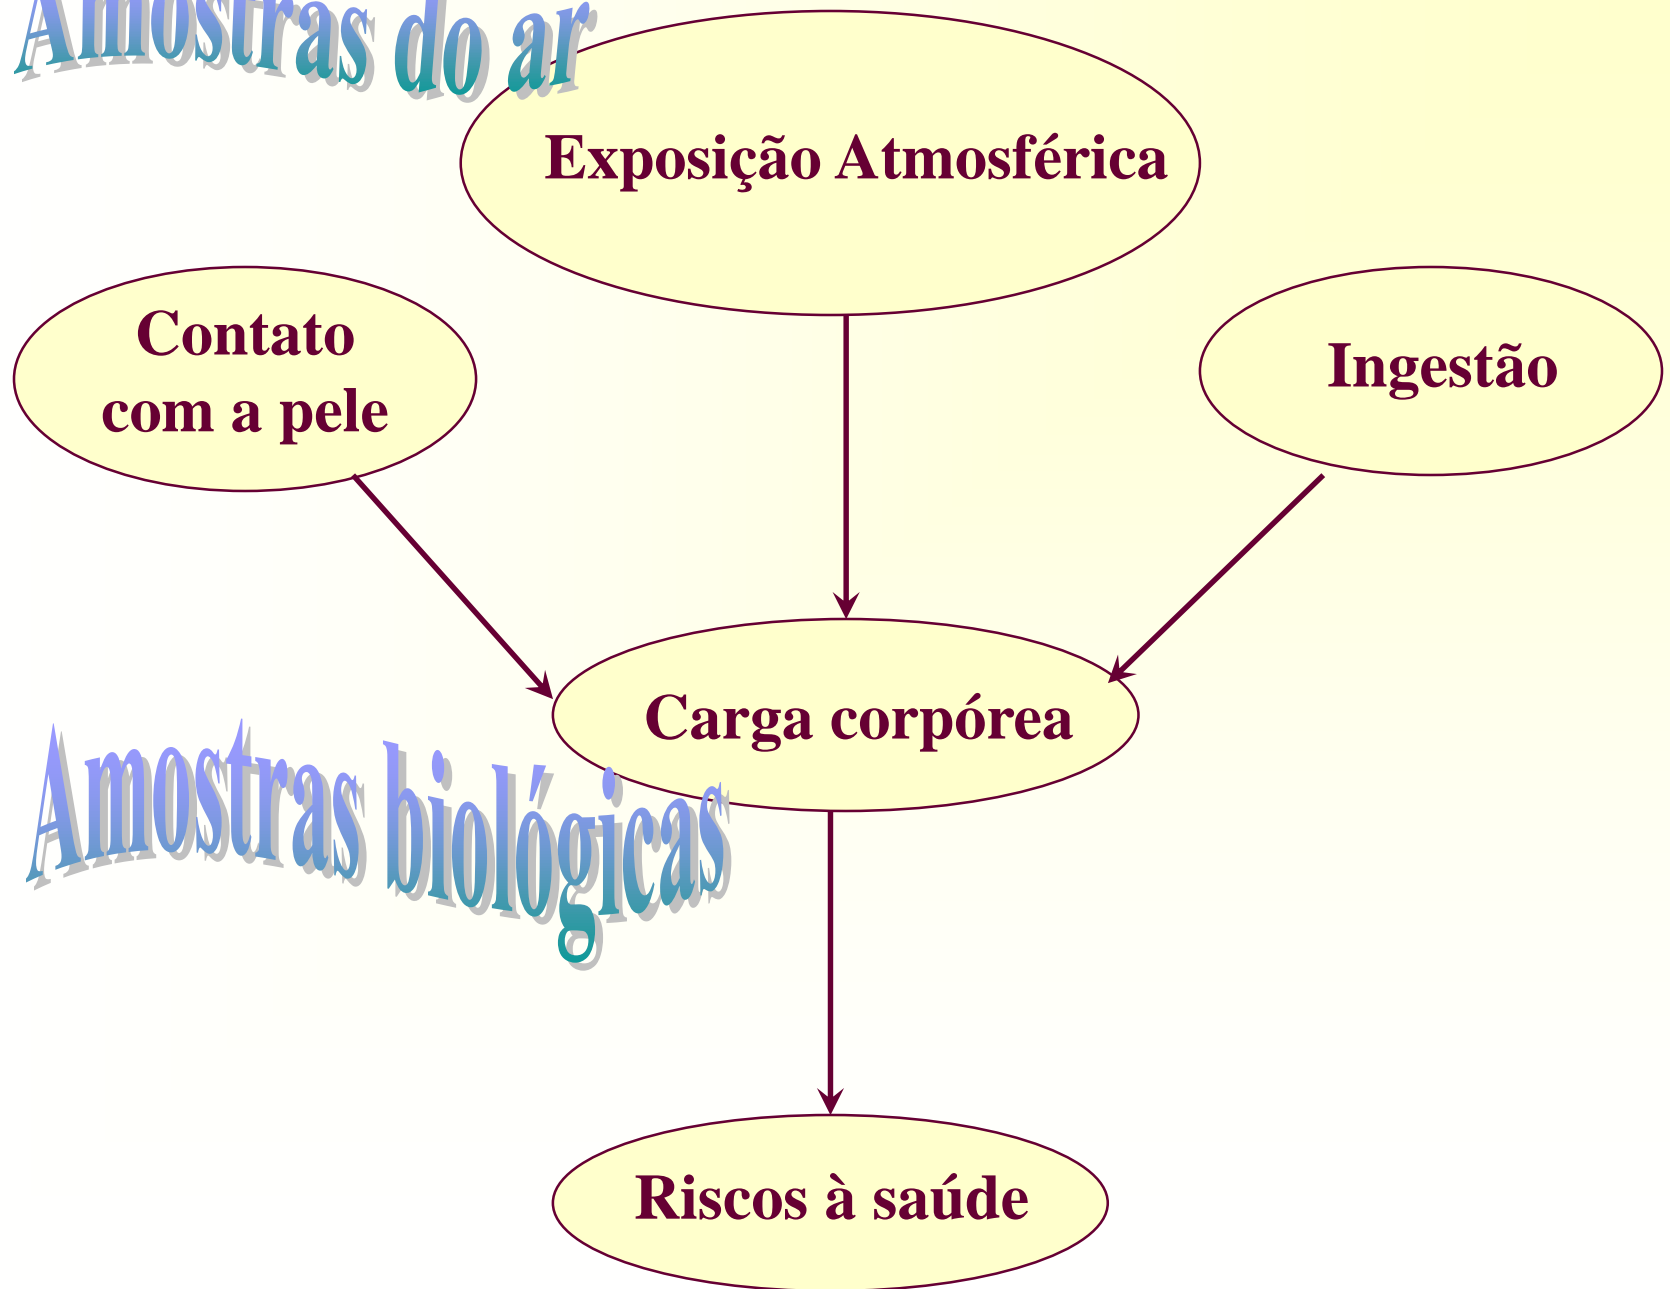 Amostras do ar
Exposição Atmosférica
Contato
com a pele
Ingestão
Carga corpórea
Amostras biológicas
Riscos à saúde